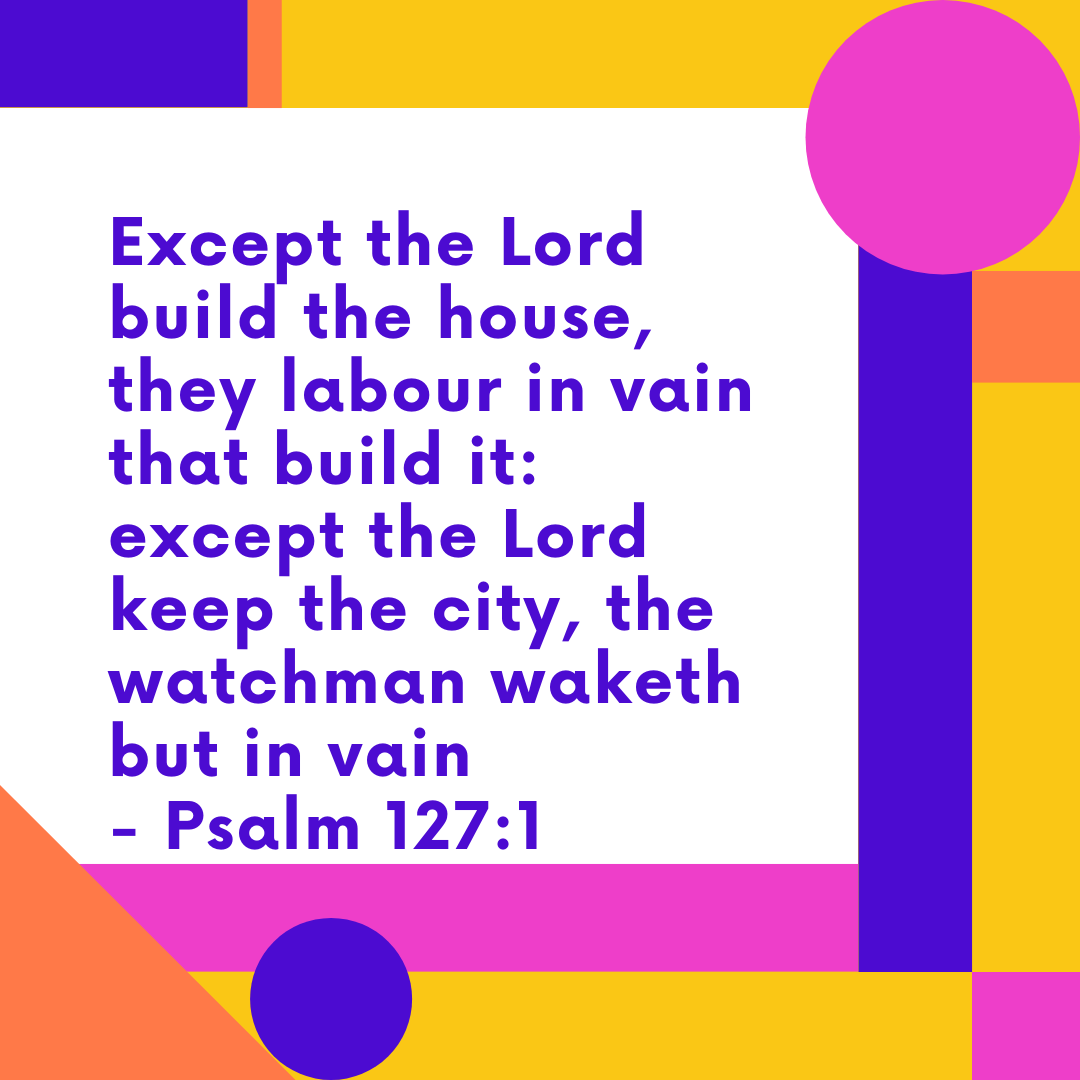 Except the Lord
build the house,
they labour in vain
that build it:
except the Lord
keep the city, the
watchman waketh
but in vain
- Psalm 127:1